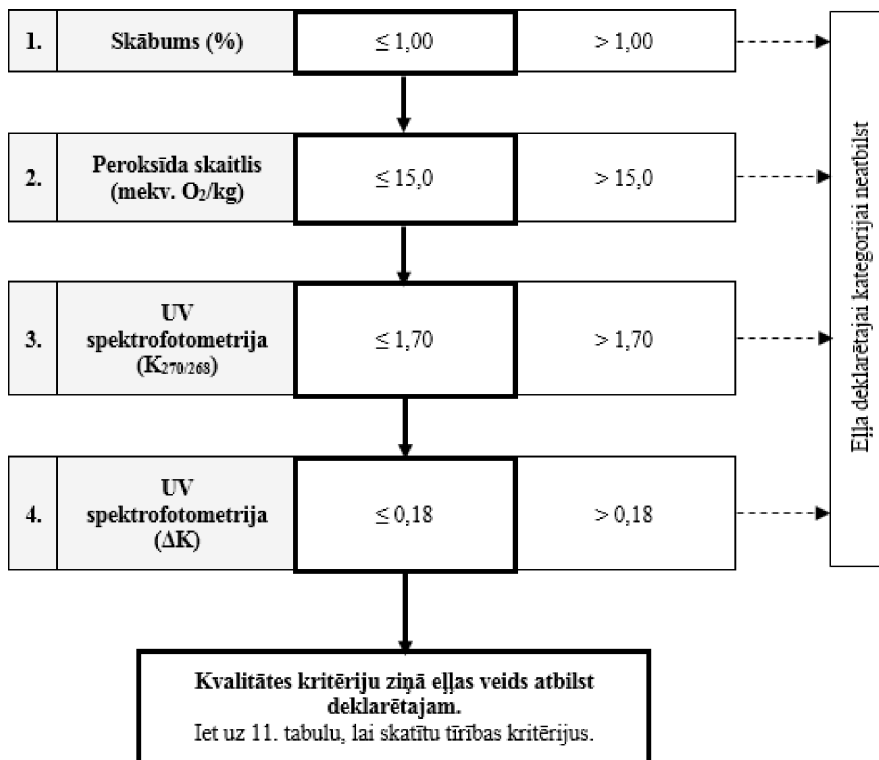 1. Skābums (%) ≤ 1,00 > 1,00
2. Peroksīda skaitlis
(mekv. O₂/kg) ≤ 15,0 > 15,0
3. UV
spektrofotometrija
(K₂₇₀/₂₆₈) ≤ 1,70 > 1,70
4. UV
spektrofotometrija
(ΔK) ≤ 0,18 > 0,18
Eļļa deklarētajai kategorijai neatbilst
Kvalitātes kritēriju ziņā eļļas veids atbilst
deklarētajam.
Iet uz 11. tabulu, lai skatītu tīrības kritērijus.